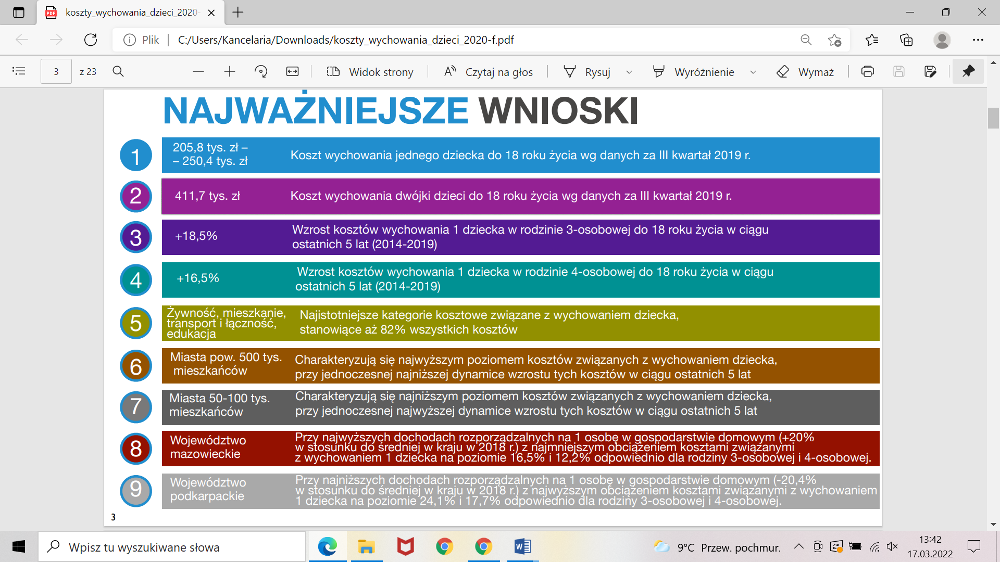 koszty_wychowania_dzieci_2020-
Plik
C:/Users/Kancelaria/Downloads/koszty_wychowania_dzieci_2020-f.pdf
3
z 23
Widok strony
Czytaj na głos
Rysuj
Wyróżnienie
Wymaż
NAJWAŻNIEJSZE WNIOSKI
1
205,8 tys. zł –
– 250,4 tys. zł
Koszt wychowania jednego dziecka do 18 roku życia wg danych za III kwartał 2019 r.
2
411,7 tys. zł
Koszt wychowania dwójki dzieci do 18 roku życia wg danych za III kwartał 2019 r.
3
+18,5%
Wzrost kosztów wychowania 1 dziecka w rodzinie 3-osobowej do 18 roku życia w ciągu
ostatnich 5 lat (2014-2019)
4
+16,5%
Wzrost kosztów wychowania 1 dziecka w rodzinie 4-osobowej do 18 roku życia w ciągu
ostatnich 5 lat (2014-2019)
5
Żywność, mieszkanie,
transport i łączność,
edukacja
Najistotniejsze kategorie kosztowe związane z wychowaniem dziecka,
stanowiące aż 82% wszystkich kosztów
6
Miasta pow. 500 tys.
mieszkańców
Charakteryzują się najwyższym poziomem kosztów związanych z wychowaniem dziecka,
przy jednoczesnej najniższej dynamice wzrostu tych kosztów w ciągu ostatnich 5 lat
7
Miasta 50-100 tys.
mieszkańców
Charakteryzują się najniższym poziomem kosztów związanych z wychowaniem dziecka,
przy jednoczesnej najwyższej dynamice wzrostu tych kosztów w ciągu ostatnich 5 lat
8
Województwo
mazowieckie
Przy najwyższych dochodach rozporządzalnych na 1 osobę w gospodarstwie domowym (+20%
w stosunku do średniej w kraju w 2018 r.) z najmniejszym obciążeniem kosztami związanymi
z wychowaniem 1 dziecka na poziomie 16,5% i 12,2% odpowiednio dla rodziny 3-osobowej i 4-osobowej.
9
Województwo
podkarpackie
Przy najniższych dochodach rozporządzalnych na 1 osobę w gospodarstwie domowym (-20,4%
w stosunku do średniej w kraju w 2018 r.) z najwyższym obciążeniem kosztami związanymi z wychowaniem
1 dziecka na poziomie 24,1% i 17,7% odpowiednio dla rodziny 3-osobowej i 4-osobowej.
3
Wpisz tu wyszukiwane słowa
9°C Przew. pochmur.
13:42
17.03.2022